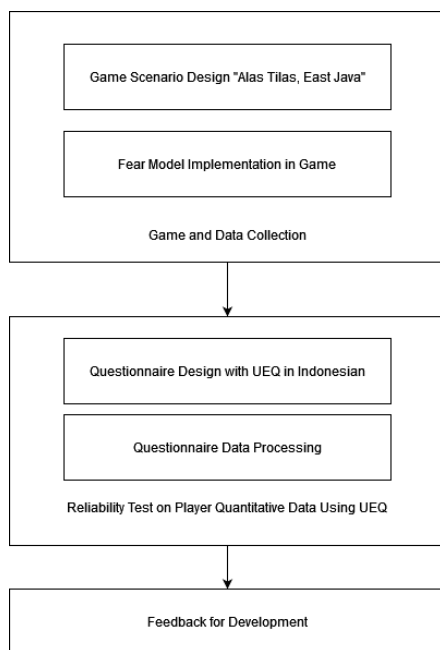 Game Scenario Design "Alas Tilas, East Java"
Fear Model Implementation in Game
Game and Data Collection
Questionnaire Design with UEQ in Indonesian
Questionnaire Data Processing
Reliability Test on Player Quantitative Data Using UEQ
Feedback for Development